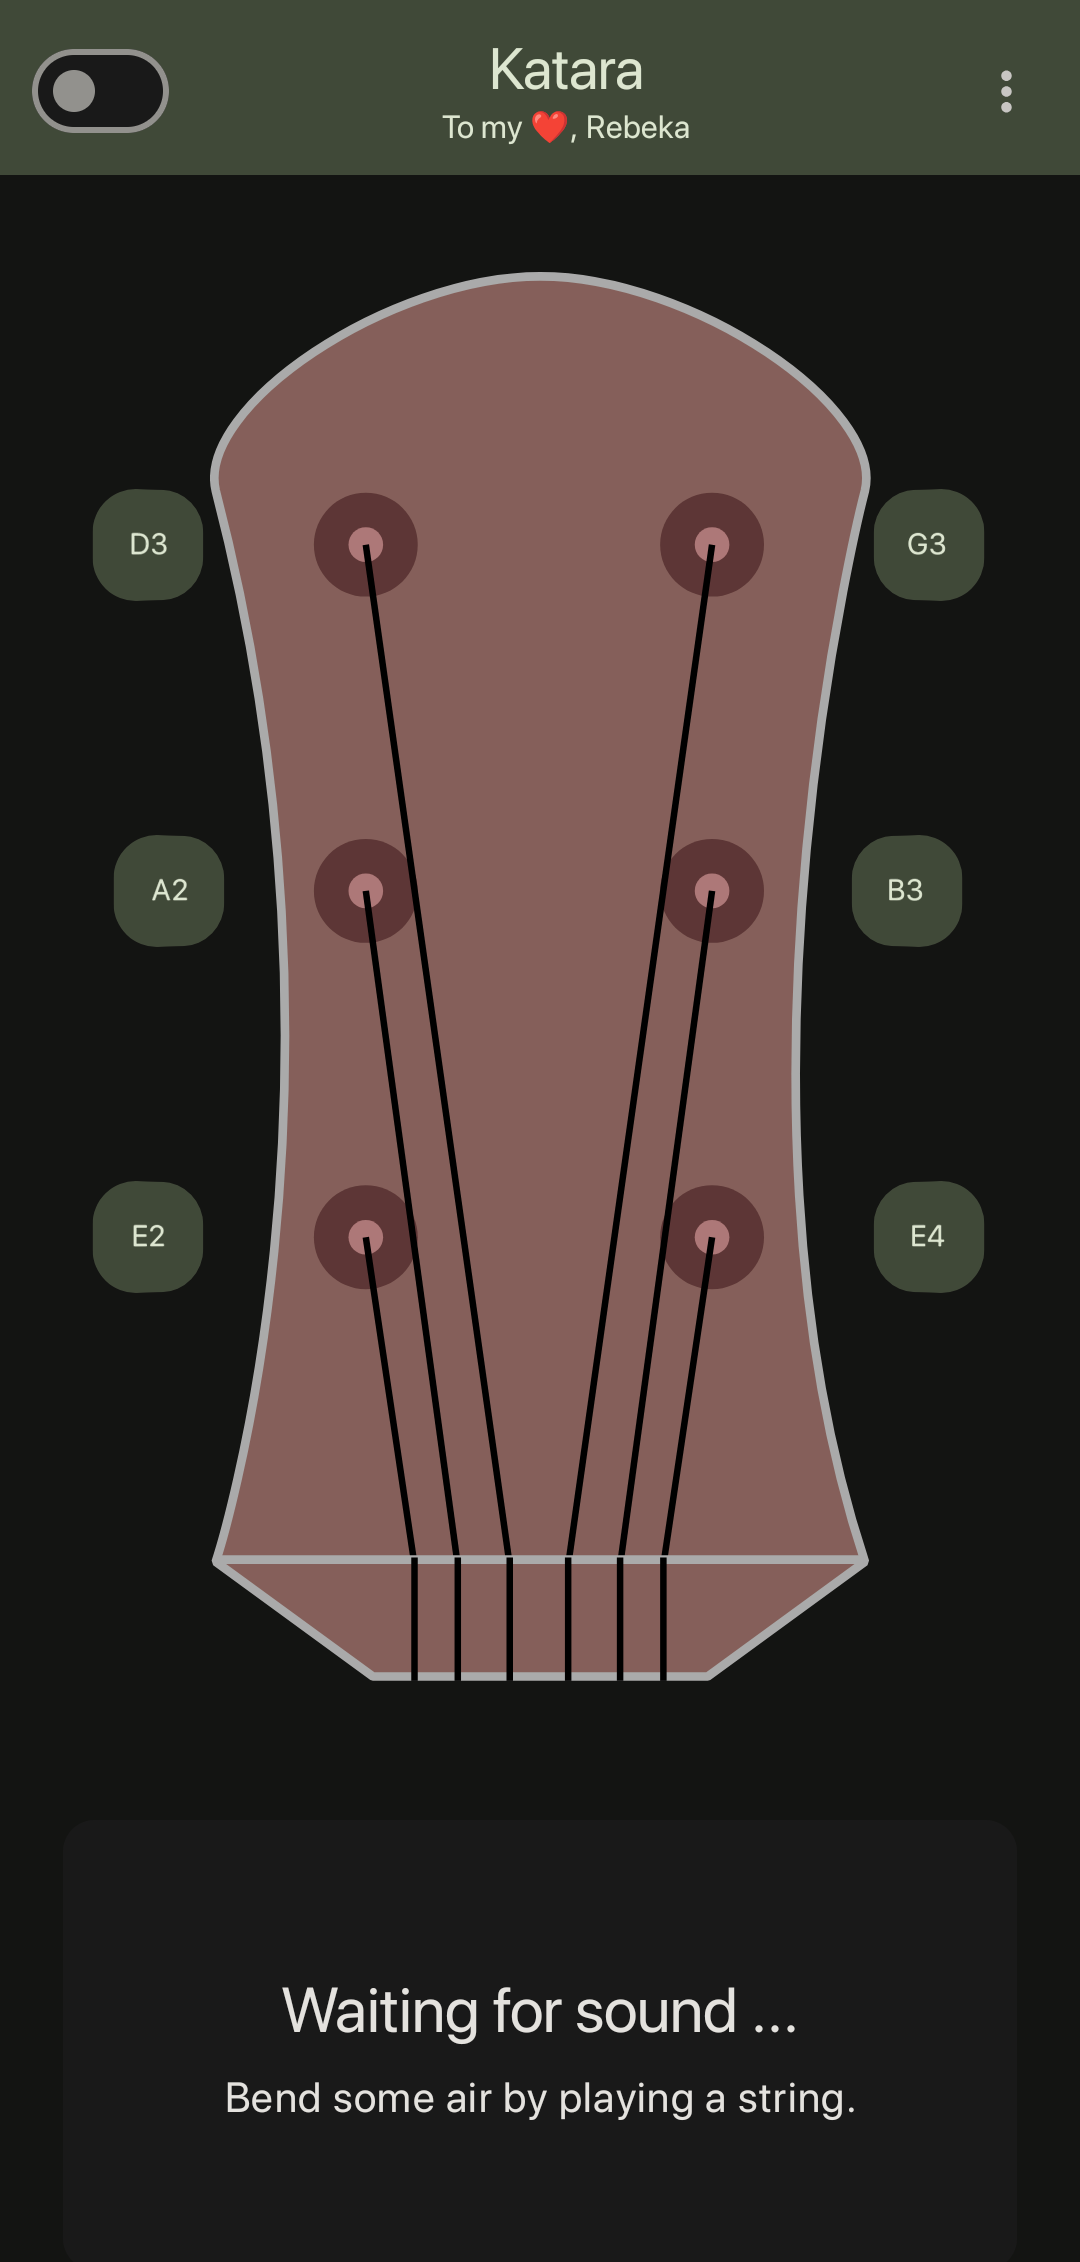 Katara
To my ❤️, Rebeka
D3
G3
A2
B3
E2
E4
Waiting for sound ...
Bend some air by playing a string.